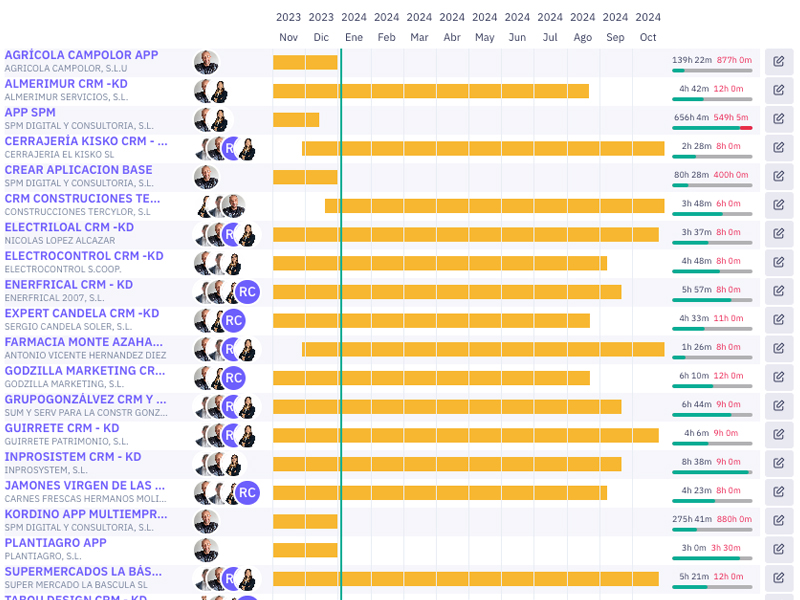 2023 2023 2024 2024 2024 2024 2024 2024 2024 2024 2024 2024
Nov Dic Ene Feb Mar Abr May Jun Jul Ago Sep Oct
AGRÍCOLA CAMPOLOR APP
139h 22m 877h 0m
AGRICOLA CAMPOLOR, S.L.U
ALMERIMUR CRM -KD
4h 42m 12h 0m
ALMERIMUR SERVICIOS, S.L.
APP SPM
656h 4m 549h 5m
SPM DIGITAL Y CONSULTORIA, S.L.
CERRAJERÍA KISKO CRM - ...
R
2h 28m 8h 0m
CERRAJERIA EL KISKO SL
CREAR APLICACION BASE
80h 28m 400h 0m
SPM DIGITAL Y CONSULTORIA, S.L.
CRM CONSTRUCIONES TE...
3h 48m 6h 0m
CONSTRUCCIONES TERCYLOR, S.L
ELECTRILOAL CRM -KD
R
3h 37m 8h 0m
NICOLAS LOPEZ ALCAZAR
ELECTROCONTROL CRM -KD
4h 48m 8h 0m
ELECTROCONTROL S.COOP.
ENERFRICAL CRM - KD
RC
5h 57m 8h 0m
ENERFRICAL 2007, S.L.
EXPERT CANDELA CRM -KD
RC
4h 33m 11h 0m
SERGIO CANDELA SOLER, S.L.
FARMACIA MONTE AZAHA...
R
1h 26m 8h 0m
ANTONIO VICENTE HERNANDEZ DIEZ
GODZILLA MARKETING CR...
RC
6h 10m 12h 0m
GODZILLA MARKETING, S.L.
GRUPOGONZÁLVEZ CRM Y ...
R
6h 44m 9h 0m
SUM Y SERV PARA LA CONSTR GONZ...
GUIRRETE CRM - KD
R
4h 6m 9h 0m
GUIRRETE PATRIMONIO, S.L.
INPROSISTEM CRM - KD
8h 38m 9h 0m
INPROSYSTEM, S.L.
JAMONES VIRGEN DE LAS ...
RC
4h 23m 8h 0m
CARNES FRESCAS HERMANOS MOLI...
KORDINO APP MULTIEMPR...
275h 41m 880h 0m
SPM DIGITAL Y CONSULTORIA, S.L.
PLANTIAGRO APP
3h 0m 3h 30m
PLANTIAGRO, S.L.
SUPERMERCADOS LA BÁS...
R
5h 21m 12h 0m
SUPER MERCADO LA BASCULA SL
TABOU DESIGN CRM - KD